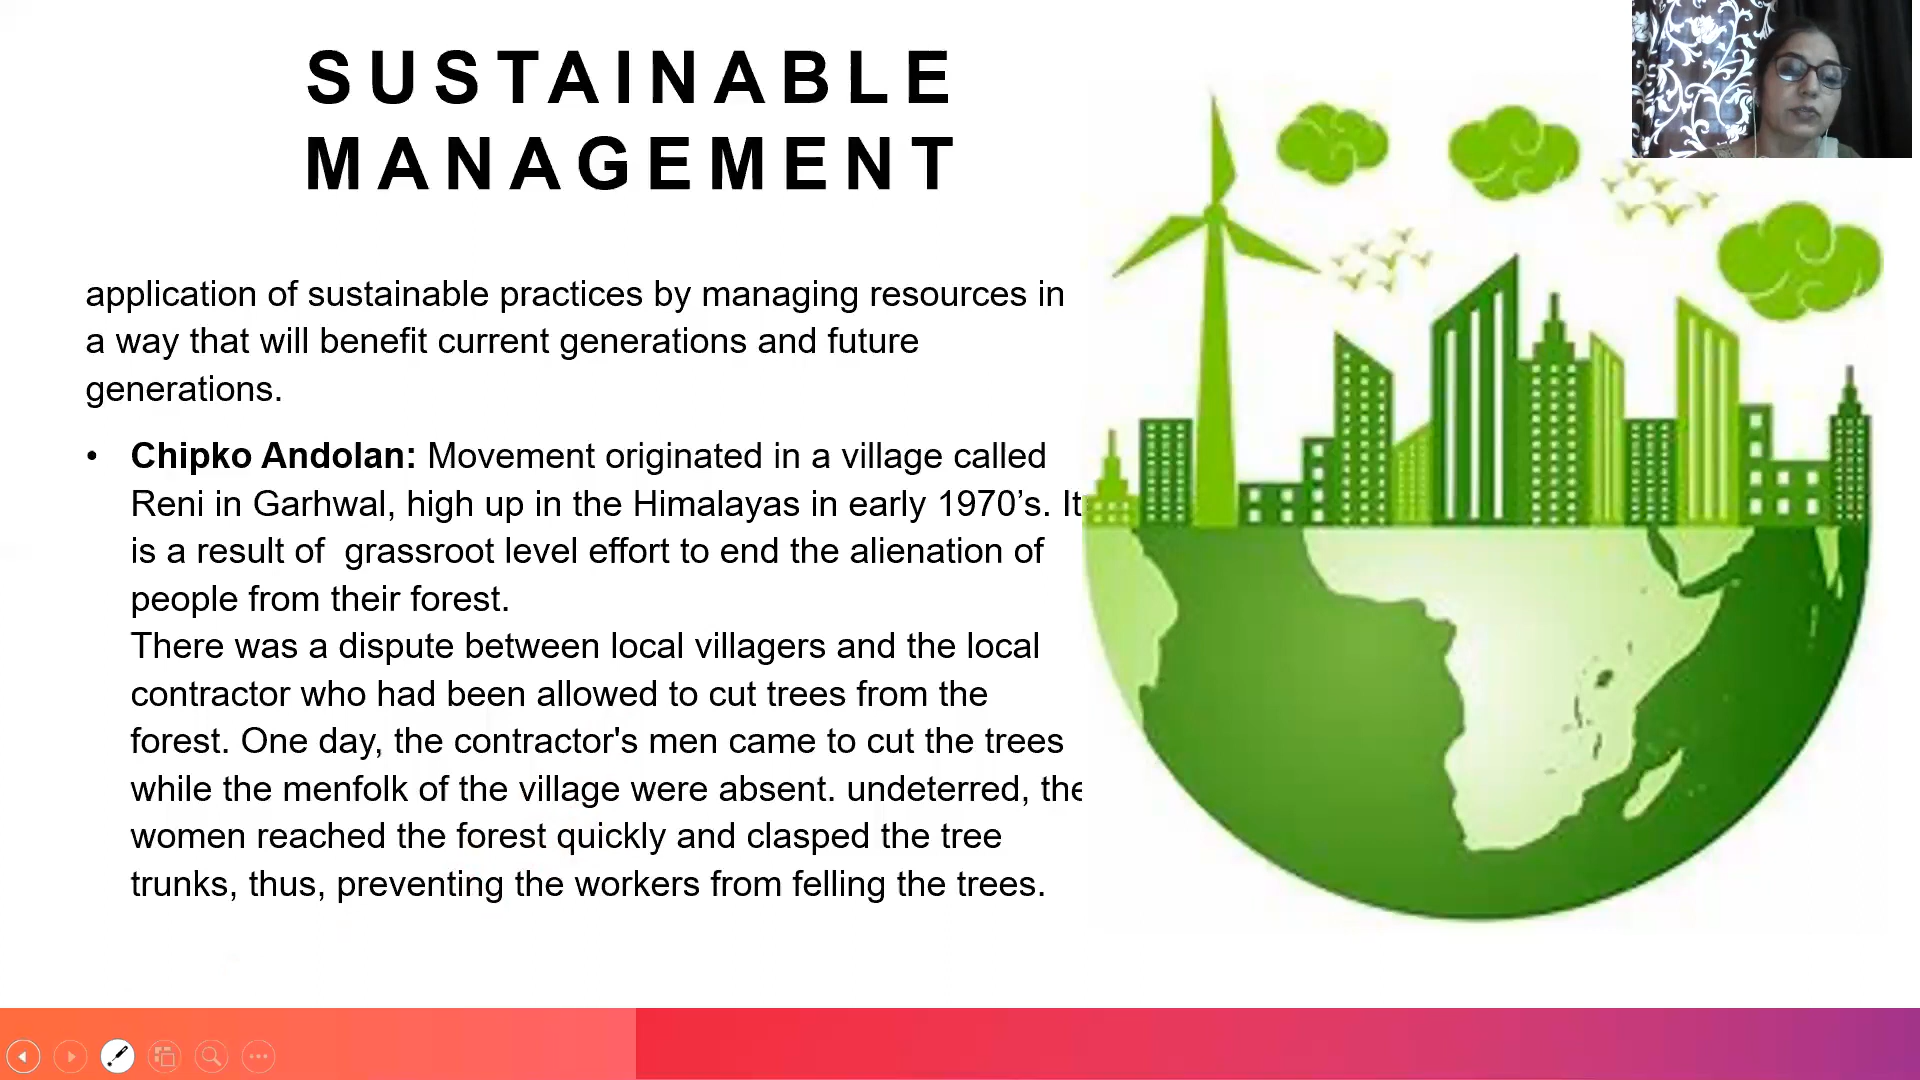 SUSTAINABLE
MANAGEMENT
application of sustainable practices by managing resources in
a way that will benefit current generations and future
generations.
• Chipko Andolan: Movement originated in a village called
Reni in Garhwal, high up in the Himalayas in early 1970’s. It
is a result of  grassroot level effort to end the alienation of
people from their forest.
There was a dispute between local villagers and the local
contractor who had been allowed to cut trees from the
forest. One day, the contractor's men came to cut the trees
while the menfolk of the village were absent. undeterred, the
women reached the forest quickly and clasped the tree
trunks, thus, preventing the workers from felling the trees.